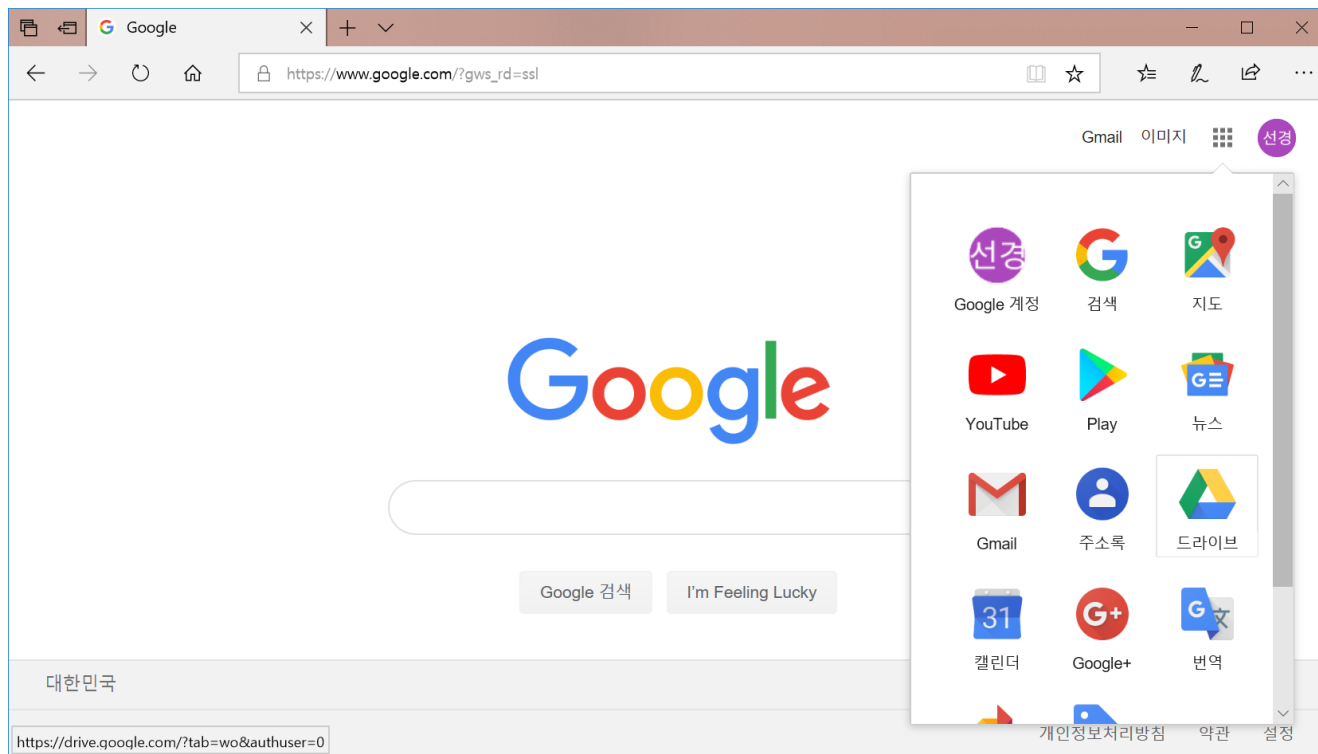 Google
https://www.google.com/?gws_rd=ssl
Gmail 이미지 선경
선경
Google 계정 검색 지도
G
YouTube Play 뉴스
GΞ
Google
Gmail 주소록 드라이브
Google 검색 I'm Feeling Lucky
31 G+ G 文
캘린더 Google+ 번역
대한민국
개인정보처리방침 약관 설정
https://drive.google.com/?tab=wo&authuser=0